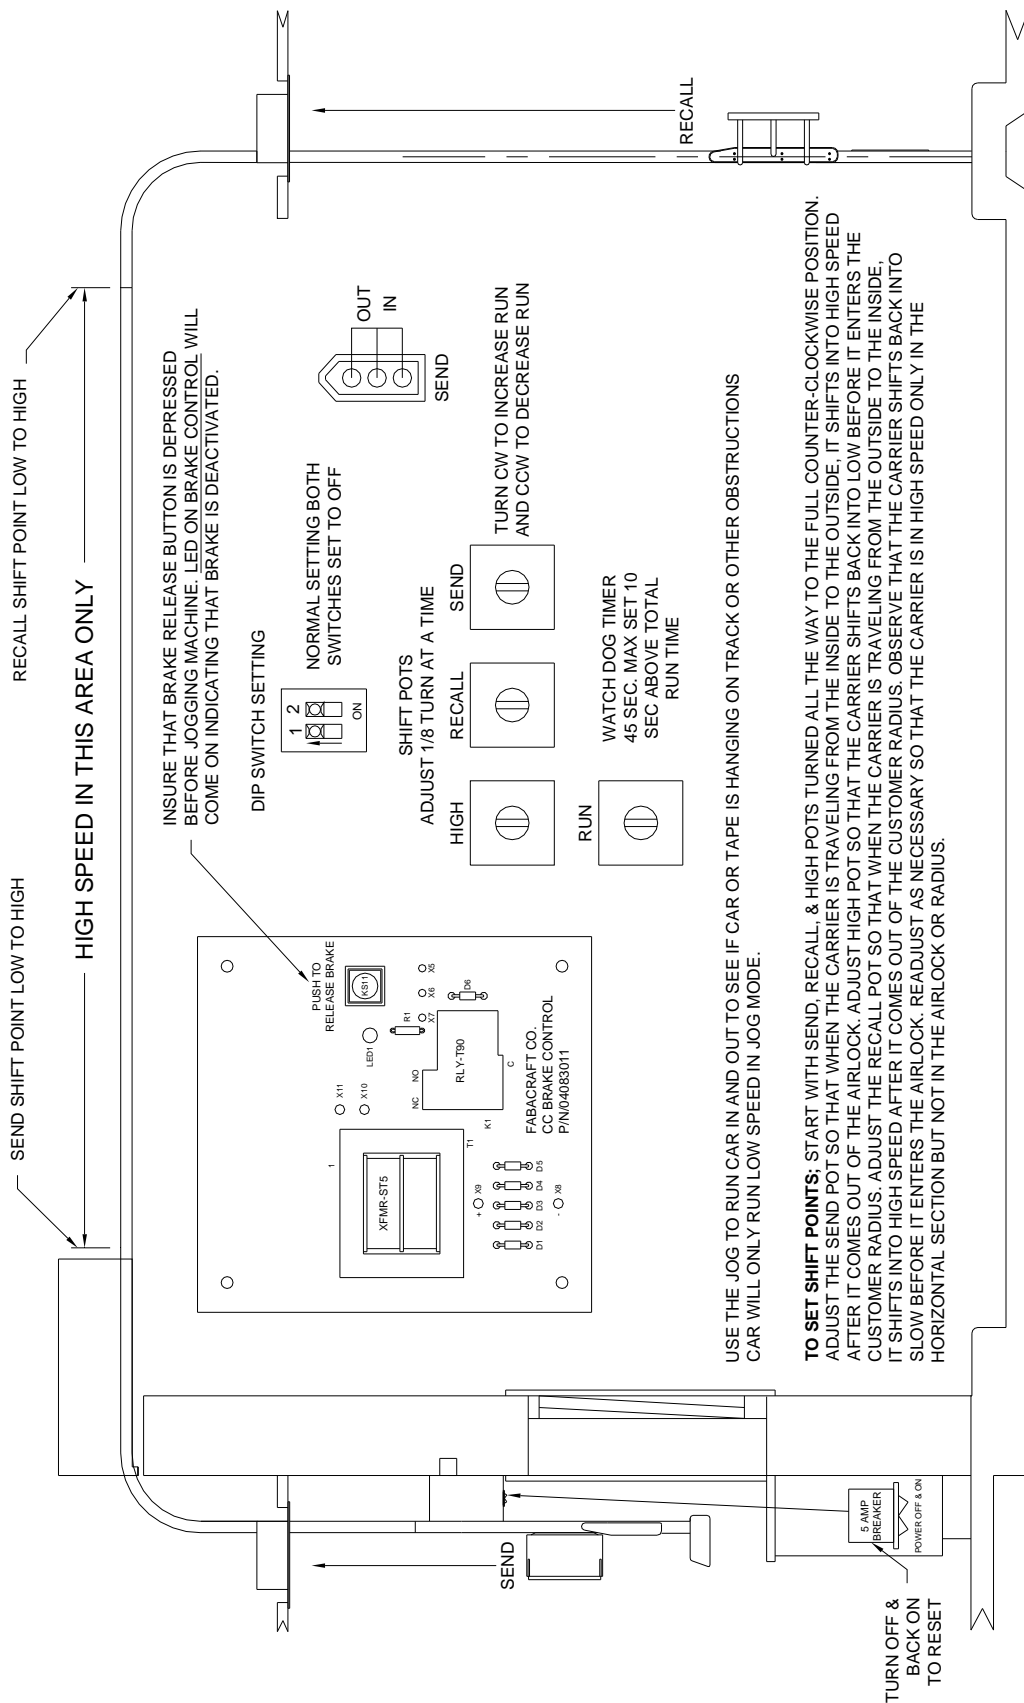 SEND SHIFT POINT LOW TO HIGH
RECALL SHIFT POINT LOW TO HIGH
HIGH SPEED IN THIS AREA ONLY
INSURE THAT BRAKE RELEASE BUTTON IS DEPRESSED
BEFORE JOGGING MACHINE. LED ON BRAKE CONTROL WILL
COME ON INDICATING THAT BRAKE IS DEACTIVATED.
DIP SWITCH SETTING
1 2
ON
NORMAL SETTING BOTH
SWITCHES SET TO OFF
OUT
IN
SEND
SHIFT POTS
ADJUST 1/8 TURN AT A TIME
HIGH
RECALL
SEND
TURN CW TO INCREASE RUN
AND CCW TO DECREASE RUN
RUN
WATCH DOG TIMER
45 SEC. MAX SET 10
SEC ABOVE TOTAL
RUN TIME
PUSH TO
RELEASE BRAKE
KS11
LED1
X11
X10
R1
X7
X6
X5
D6
NC
NO
RLY-T90
C
K1
1
XFMR-ST5
T1
+
X9
-
X8
D1
D2
D3
D4
D5
FABACRAFT CO.
CC BRAKE CONTROL
P/N/04083011
USE THE JOG TO RUN CAR IN AND OUT TO SEE IF CAR OR TAPE IS HANGING ON TRACK OR OTHER OBSTRUCTIONS
CAR WILL ONLY RUN LOW SPEED IN JOG MODE.
TO SET SHIFT POINTS; START WITH SEND, RECALL, & HIGH POTS TURNED ALL THE WAY TO THE FULL COUNTER-CLOCKWISE POSITION.
ADJUST THE SEND POT SO THAT WHEN THE CARRIER IS TRAVELING FROM THE INSIDE TO THE OUTSIDE, IT SHIFTS INTO HIGH SPEED
AFTER IT COMES OUT OF THE AIRLOCK. ADJUST HIGH POT SO THAT THE CARRIER SHIFTS BACK INTO LOW BEFORE IT ENTERS THE
CUSTOMER RADIUS. ADJUST THE RECALL POT SO THAT WHEN THE CARRIER IS TRAVELING FROM THE OUTSIDE TO THE INSIDE,
IT SHIFTS INTO HIGH SPEED AFTER IT COMES OUT OF THE CUSTOMER RADIUS. OBSERVE THAT THE CARRIER SHIFTS BACK INTO
SLOW BEFORE IT ENTERS THE AIRLOCK. READJUST AS NECESSARY SO THAT THE CARRIER IS IN HIGH SPEED ONLY IN THE
HORIZONTAL SECTION BUT NOT IN THE AIRLOCK OR RADIUS.
SEND
RECALL
5 AMP
BREAKER
POWER OFF & ON
TURN OFF &
BACK ON
TO RESET